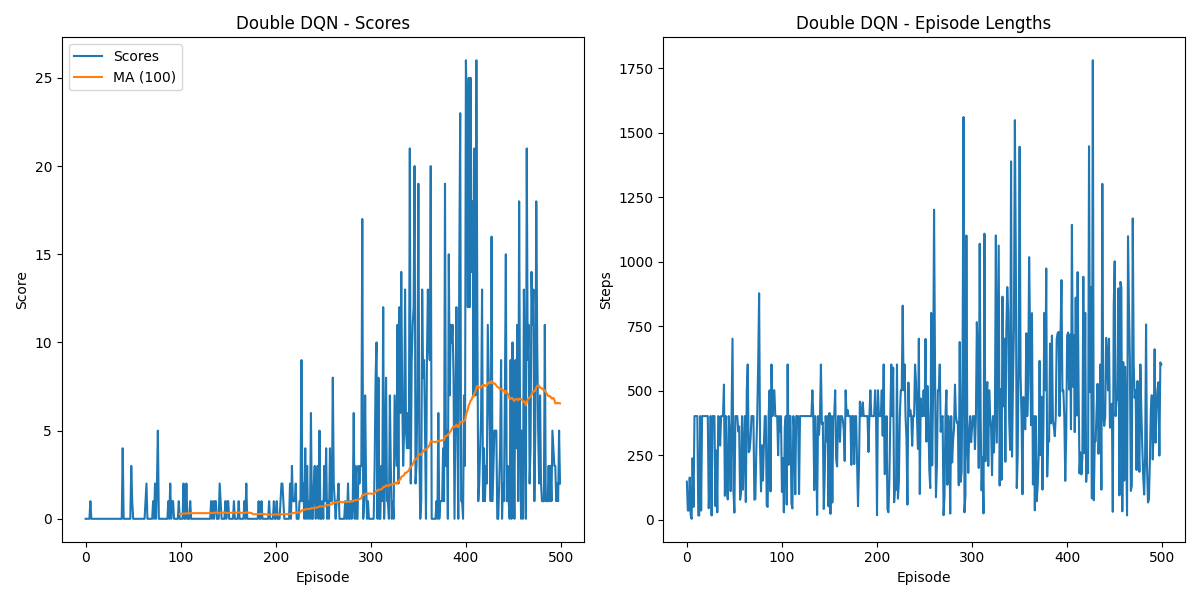 Double DQN - Scores
Scores
MA (100)
25
20
15
10
5
0
Score
0 100 200 300 400 500
Episode
Double DQN - Episode Lengths
1750
1500
1250
1000
750
500
250
0
Steps
0 100 200 300 400 500
Episode